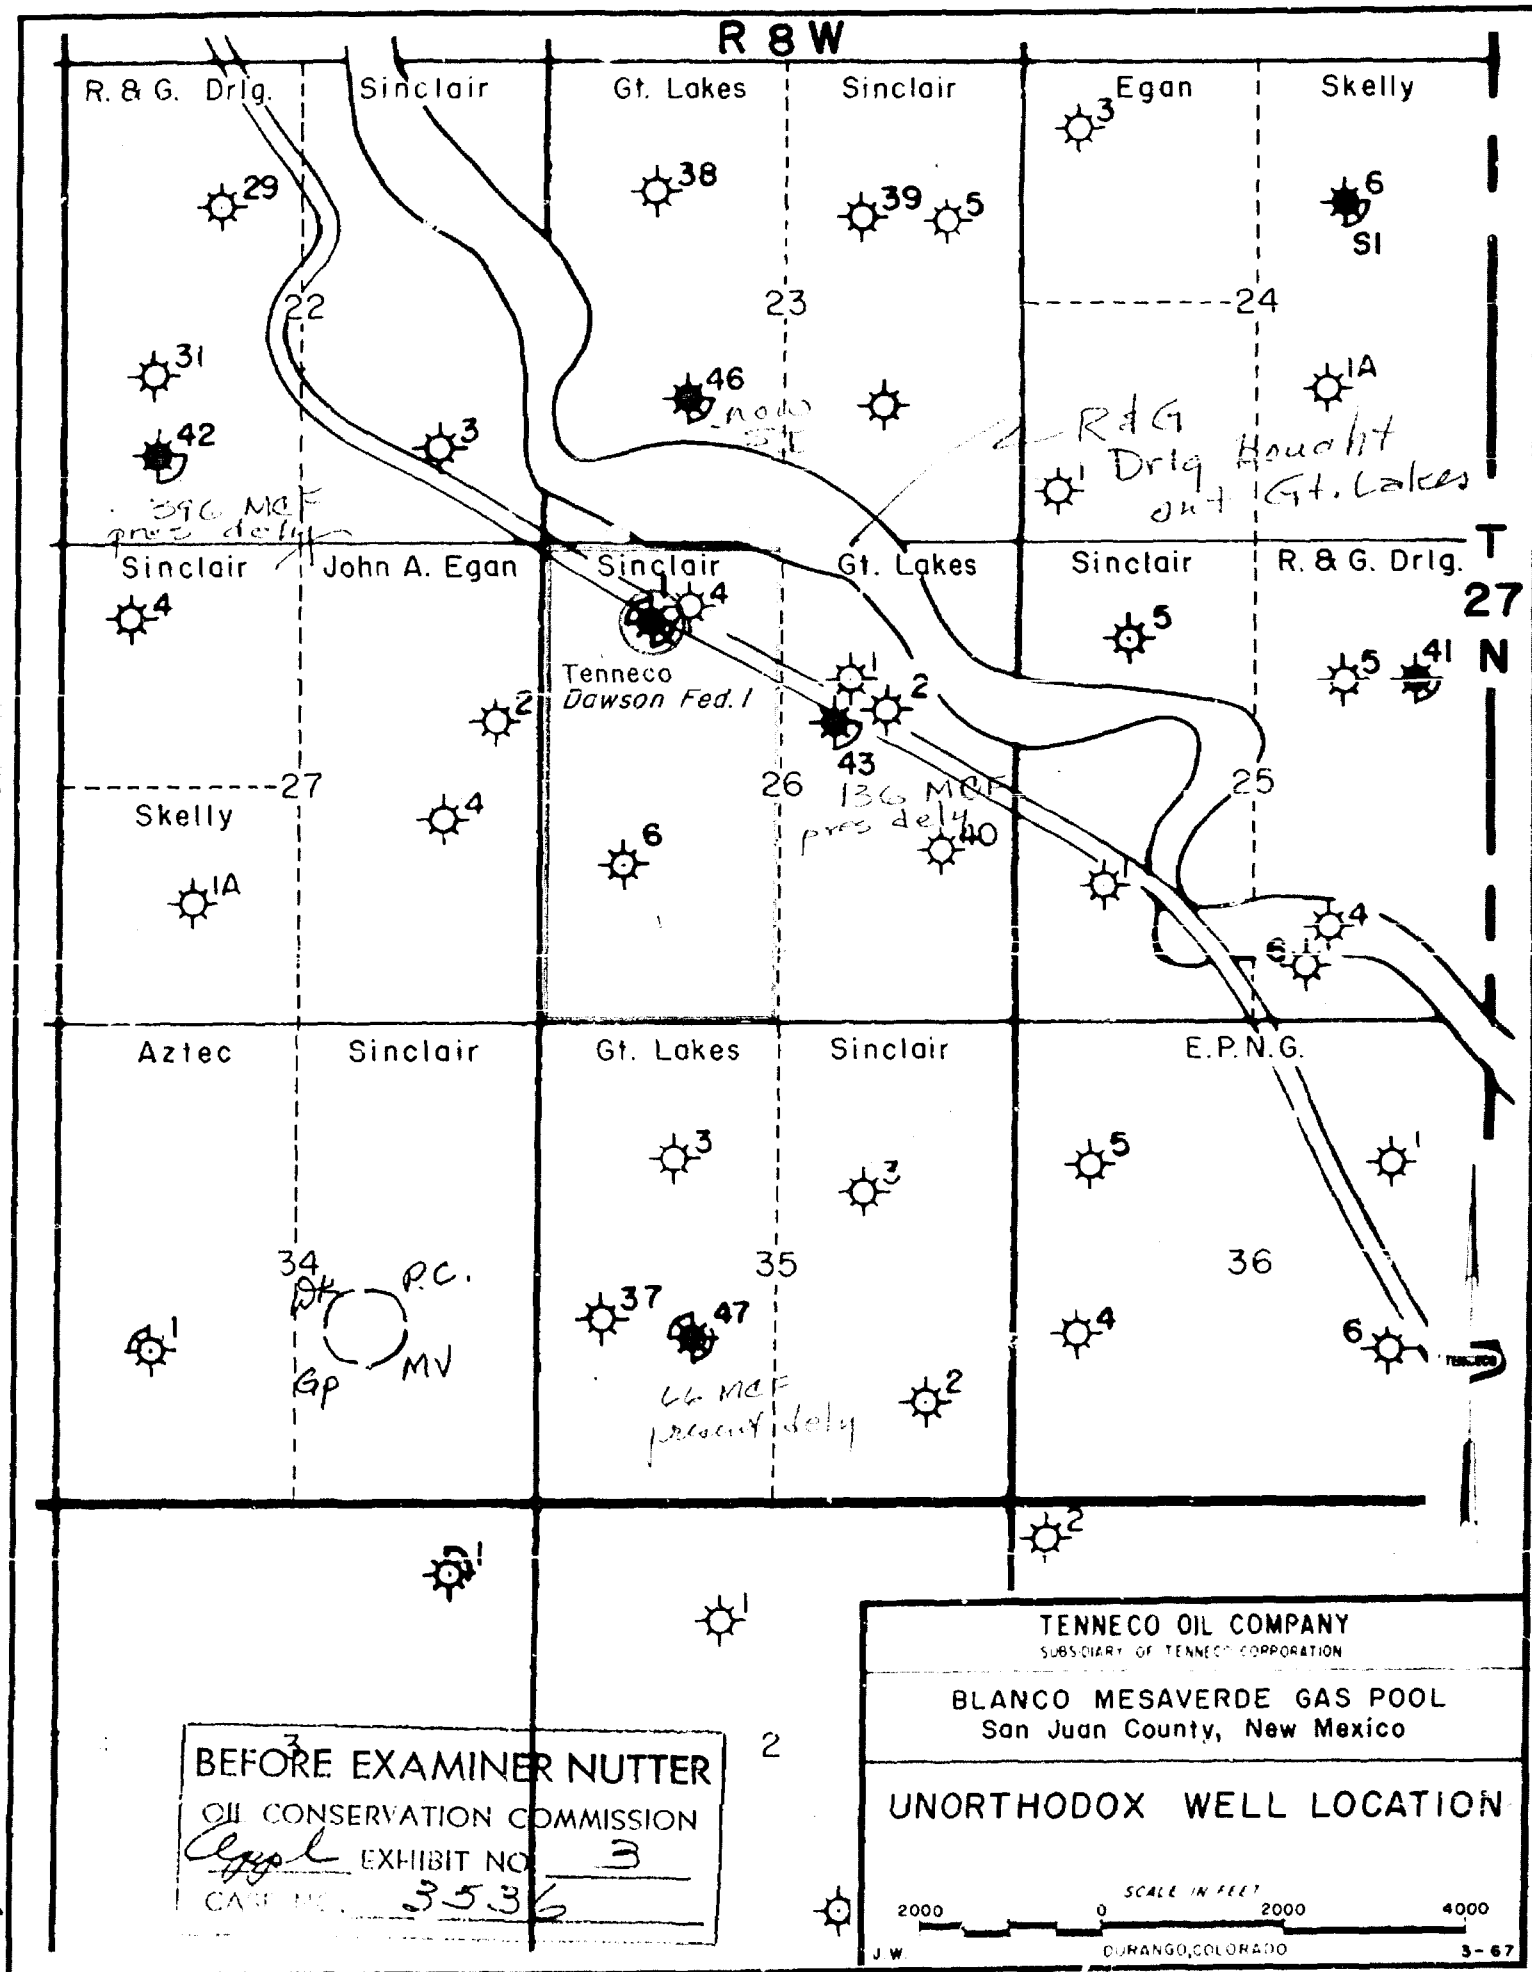 R 8 W
R. & G. Drlg.
Sinclair
Gt. Lakes
Sinclair
Egan
Skelly
3
29
38
39
5
6
SI
22
23
24
31
42
3
46
now
SI
1A
1
R & G
Drlg Bought
out Gt. Lakes
396 MCF
pres dely
T
27
N
Sinclair
John A. Egan
Sinclair
Gt. Lakes
Sinclair
R. & G. Drlg.
4
1
4
5
5
41
2
Tenneco
Dawson Fed. 1
1
2
43
27
26
25
136 MCF
pres dely
Skelly
4
6
40
1
1A
4
6
Aztec
Sinclair
Gt. Lakes
Sinclair
E.P.N.G.
3
3
5
1
34
35
36
DK
P.C.
GP
MV
1
37
47
4
6
TENNECO
66 MCF
present dely
2
1
1
2
3
2
TENNECO OIL COMPANY
SUBSIDIARY OF TENNECO CORPORATION
BLANCO MESAVERDE GAS POOL
San Juan County, New Mexico
UNORTHODOX WELL LOCATION
SCALE IN FEET
2000 0 2000 4000
J.W. DURANGO, COLORADO 3-67
BEFORE EXAMINER NUTTER
OIL CONSERVATION COMMISSION
Appl EXHIBIT NO 3
CASE NO. 3536